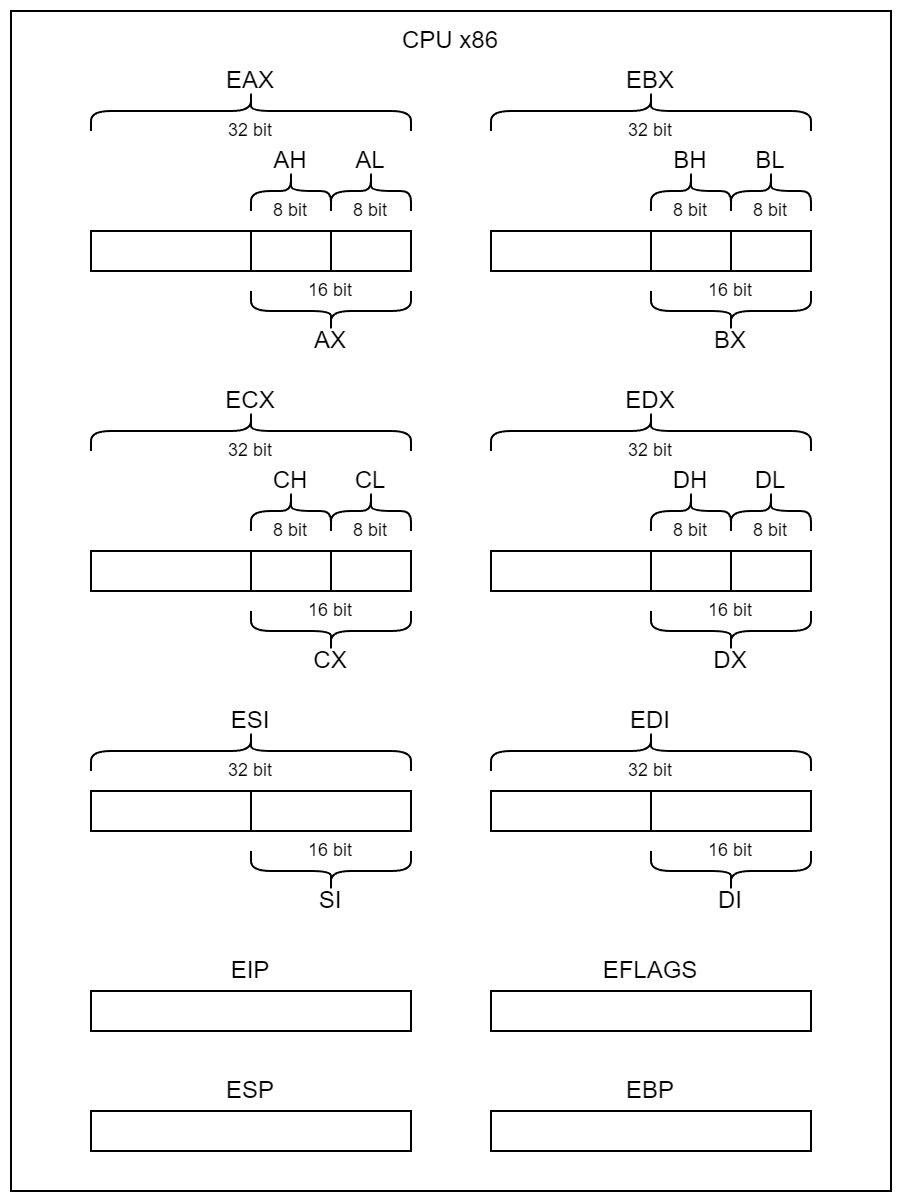 CPU x86
EAX EBX
32 bit 32 bit
AH AL BH BL
8 bit 8 bit 8 bit 8 bit
16 bit 16 bit
AX BX
ECX EDX
32 bit 32 bit
CH CL DH DL
8 bit 8 bit 8 bit 8 bit
16 bit 16 bit
CX DX
ESI EDI
32 bit 32 bit
16 bit 16 bit
SI DI
EIP EFLAGS
ESP EBP